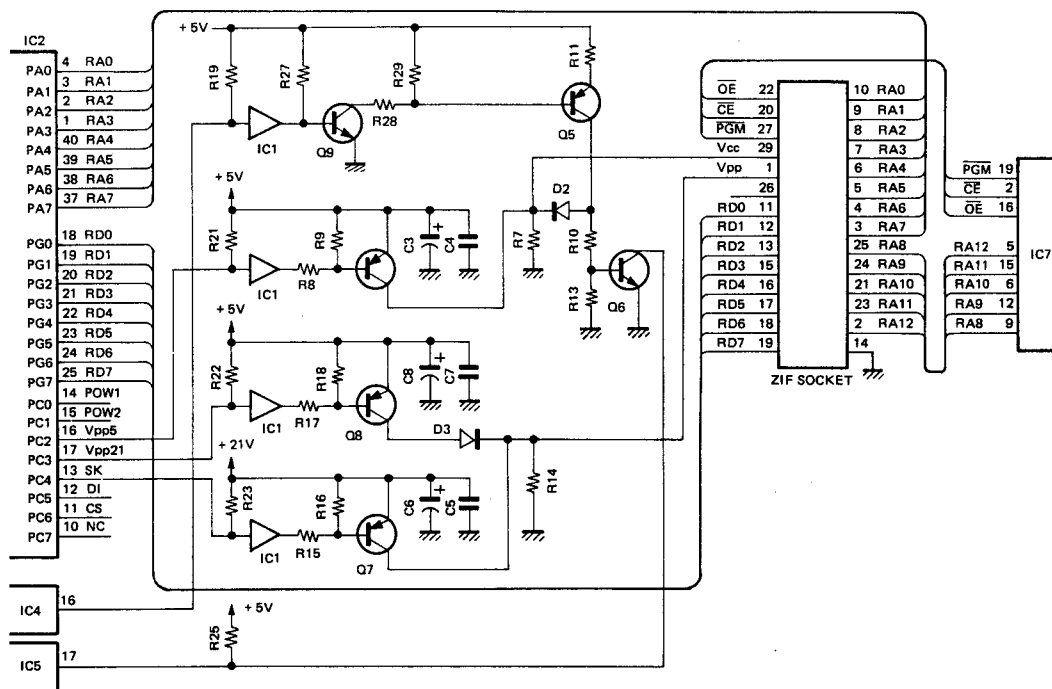 IC2
PA0 4 RA0
PA1 3 RA1
PA2 2 RA2
PA3 1 RA3
PA4 40 RA4
PA5 39 RA5
PA6 38 RA6
PA7 37 RA7
PG0 18 RD0
PG1 19 RD1
PG2 20 RD2
PG3 21 RD3
PG4 22 RD4
PG5 23 RD5
PG6 24 RD6
PG7 25 RD7
PC0 14 POW1
PC1 15 POW2
PC2 16 Vpp5
PC3 17 Vpp21
PC4 13 SK
PC5 12 DI
PC6 11 CS
PC7 10 NC
IC4 16
IC5 17
+ 5V
R19
R27
R29
R11
IC1
Q9
R28
Q5
+ 5V
R21
R9
C3 +
C4
IC1
R8
D2
R7
R10
R13
Q6
+ 5V
R22
R18
C8 +
C7
IC1
R17
Q8
D3
R14
+ 21V
R23
R16
C6 +
C5
IC1
R15
Q7
+ 5V
R25
OE 22
CE 20
PGM 27
Vcc 29
Vpp 1
26
RD0 11
RD1 12
RD2 13
RD3 15
RD4 16
RD5 17
RD6 18
RD7 19
10 RA0
9 RA1
8 RA2
7 RA3
6 RA4
5 RA5
4 RA6
3 RA7
25 RA8
24 RA9
21 RA10
23 RA11
2 RA12
14
ZIF SOCKET
PGM 19
CE 2
OE 16
RA12 5
RA11 15
RA10 6
RA9 12
RA8 9
IC7